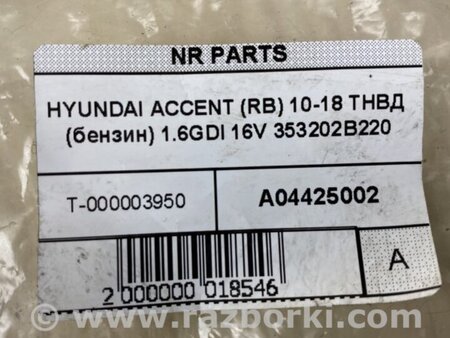 NR PARTS
HYUNDAI ACCENT (RB) 10-18 ТНВД
(бензин) 1.6GDI 16V 353202B220
T-000003950
A04425002
A
2 000000 018546
© www.razborki.com